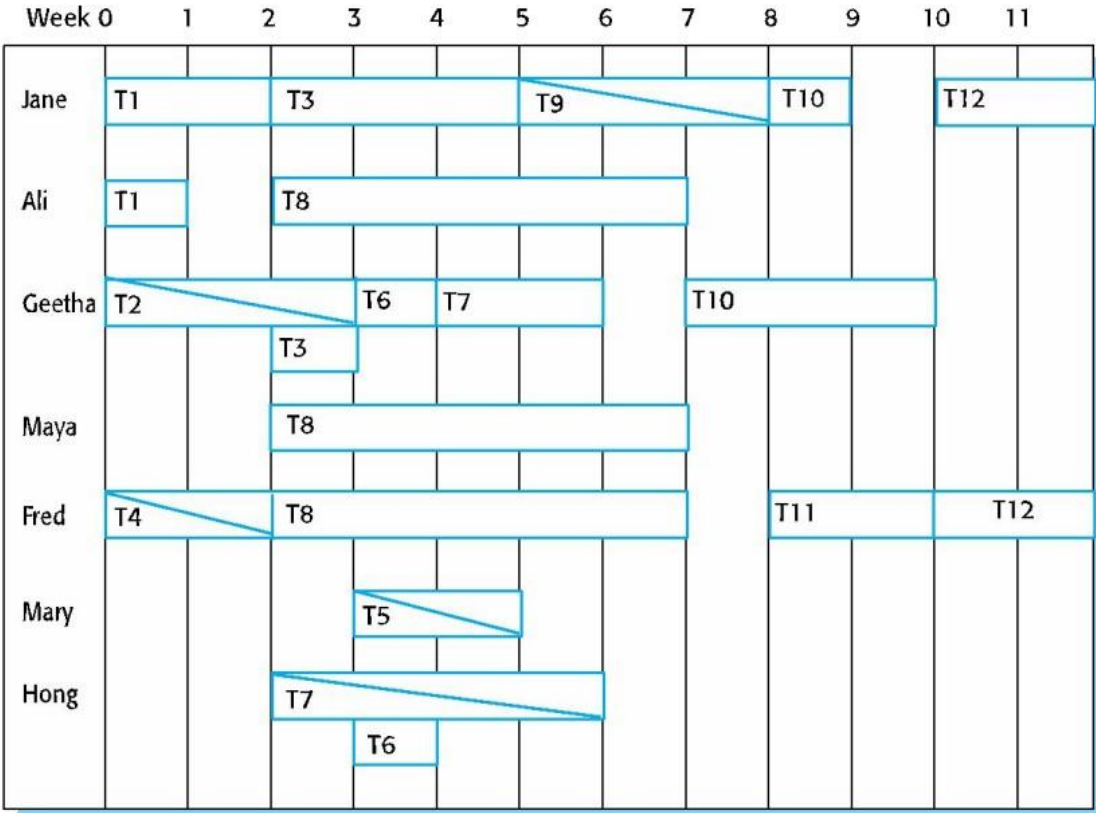 Week 0 1 2 3 4 5 6 7 8 9 10 11
Jane T1 T3 T9 T10 T12
Ali T1 T8
Geetha T2 T6 T7 T10
T3
Maya T8
Fred T4 T8 T11 T12
Mary T5
Hong T7
T6